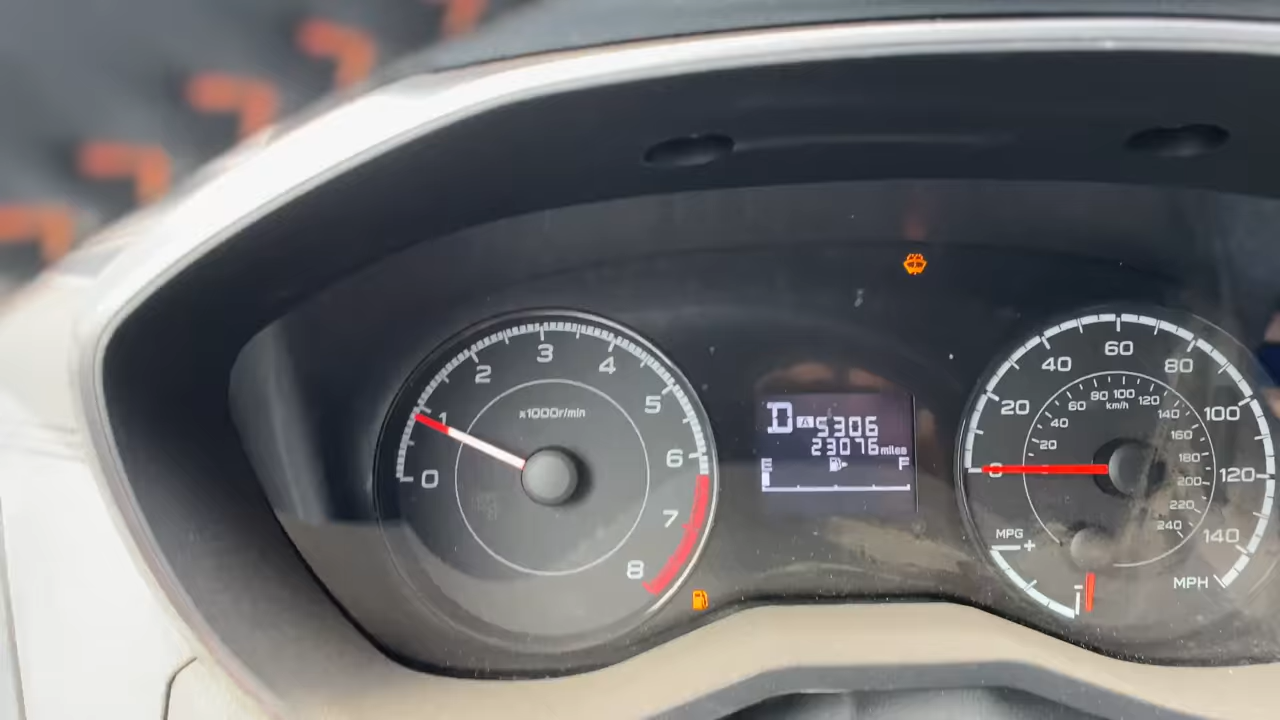 0 1 2 3 4 5 6 7 8
x1000r/min
D A 5306
23076 miles
E F
0 20 40 60 80 100 120 140
MPH
20 40 60 80 100 120 140 160 180 200 220 240
km/h
MPG
+
-